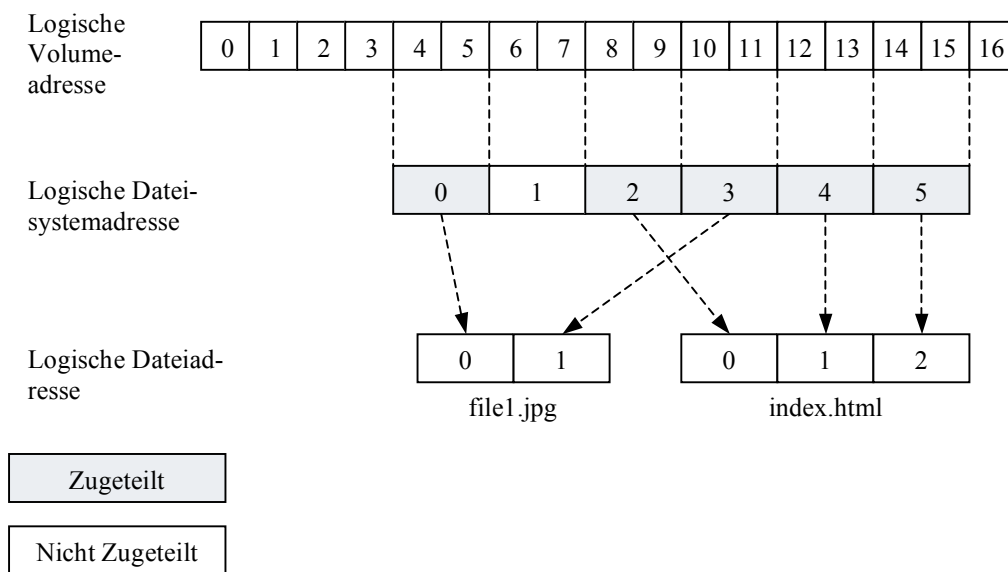 Logische
Volume-
adresse
0 1 2 3 4 5 6 7 8 9 10 11 12 13 14 15 16
Logische Datei-
systemadresse
0 1 2 3 4 5
Logische Dateiad-
resse
0 1 0 1 2
file1.jpg index.html
Zugeteilt
Nicht Zugeteilt